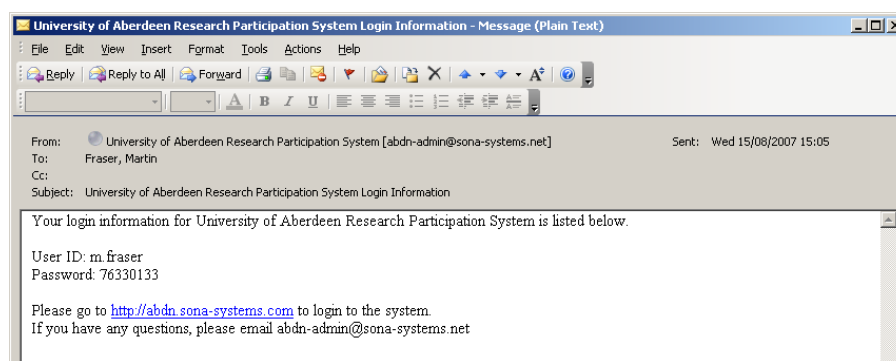 University of Aberdeen Research Participation System Login Information - Message (Plain Text)
File Edit View Insert Format Tools Actions Help
Reply Reply to All Forward
A B I U
From: University of Aberdeen Research Participation System [abdn-admin@sona-systems.net] Sent: Wed 15/08/2007 15:05
To: Fraser, Martin
Cc:
Subject: University of Aberdeen Research Participation System Login Information
Your login information for University of Aberdeen Research Participation System is listed below.
User ID: m.fraser
Password: 76330133
Please go to http://abdn.sona-systems.com to login to the system.
If you have any questions, please email abdn-admin@sona-systems.net